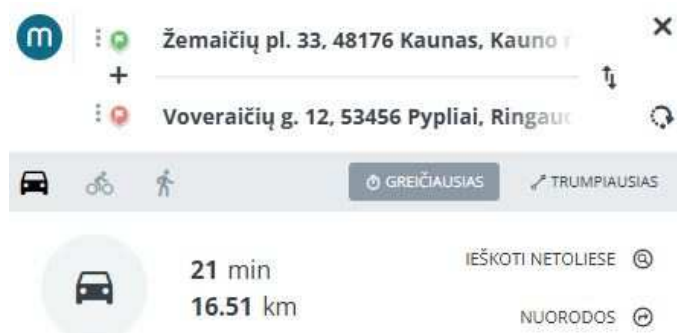 m
Žemaičių pl. 33, 48176 Kaunas, Kauno
Voveraičių g. 12, 53456 Pypliai,
GREIČIAUSIAS
TRUMPIAUSIAS
21 min
IEŠKOTI NETOLIESE
16.51 km
NUORODOS